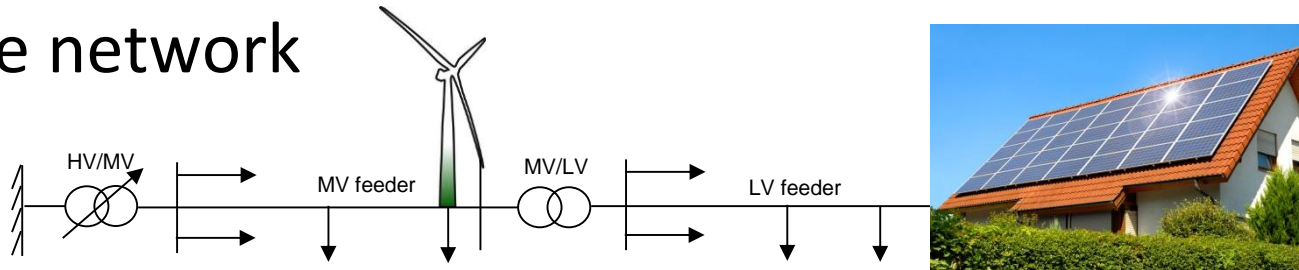 e network
HV/MV
MV feeder
MV/LV
LV feeder